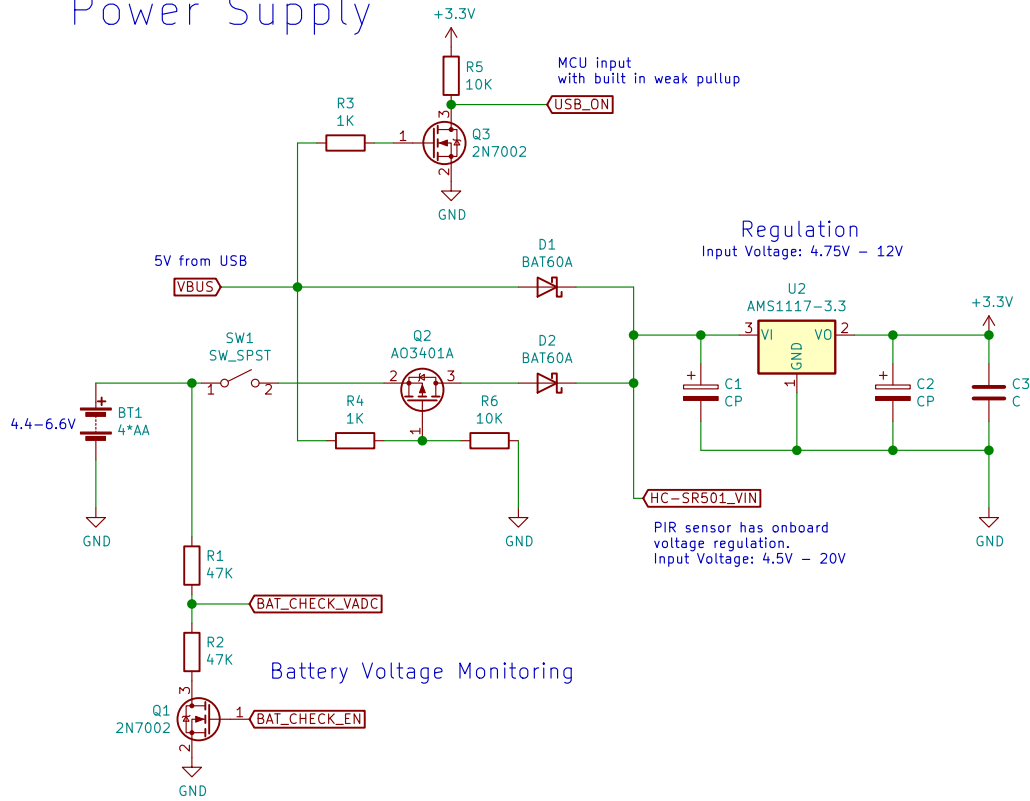 Power Supply
+3.3V
R5
10K
MCU input
with built in weak pullup
USB_ON
R3
1K
1
3
Q3
2N7002
2
GND
5V from USB
VBUS
D1
BAT60A
Regulation
Input Voltage: 4.75V – 12V
U2
AMS1117-3.3
3
VI
VO
2
GND
1
+3.3V
SW1
SW_SPST
1
2
Q2
AO3401A
2
3
1
D2
BAT60A
+
C1
CP
+
C2
CP
C3
C
4.4-6.6V
+
BT1
4*AA
R4
1K
R6
10K
HC-SR501_VIN
GND
GND
GND
PIR sensor has onboard
voltage regulation.
Input Voltage: 4.5V – 20V
R1
47K
BAT_CHECK_VADC
R2
47K
Battery Voltage Monitoring
3
Q1
2N7002
1
BAT_CHECK_EN
2
GND